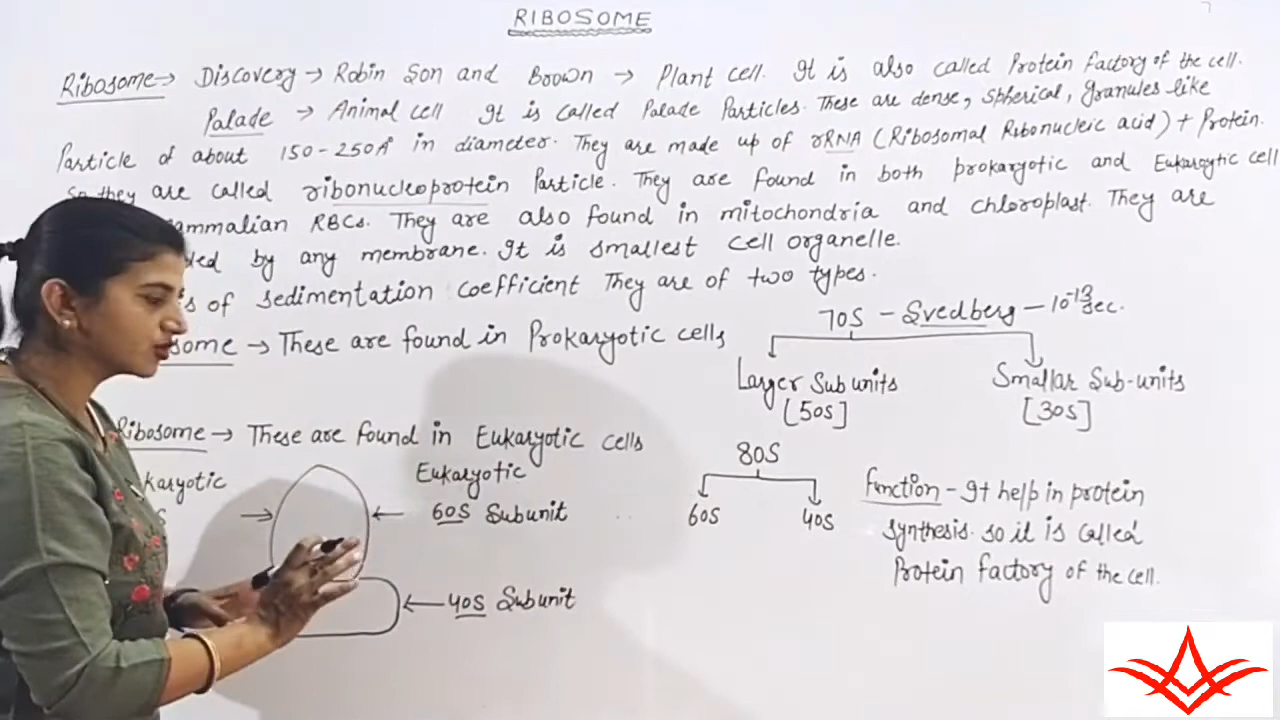 RIBOSOME
Ribosome → Discovery → Robin Son and Brown → Plant cell. It is also called Protein factory of the cell.
Palade → Animal cell It is called Palade Particles. These are dense, spherical, granules like
Particle of about 150-250A° in diameter. They are made up of rRNA (Ribosomal Ribonucleic acid) + Protein.
So they are called ribonucleoprotein Particle. They are found in both prokaryotic and Eukaryotic cell
mammalian RBCs. They are also found in mitochondria and chloroplast. They are
by any membrane. It is smallest cell organelle.
of sedimentation coefficient They are of two types.
70S - Svedberg - 10⁻¹³ sec.
→ These are found in Prokaryotic cells
Larger Sub units
[50S]
Smallar Sub-units
[30S]
Ribosome → These are found in Eukaryotic cells
80S
60S
40S
Eukaryotic
60S Subunit
40S Subunit
Function - It help in protein
synthesis. so it is called
Protein factory of the cell.